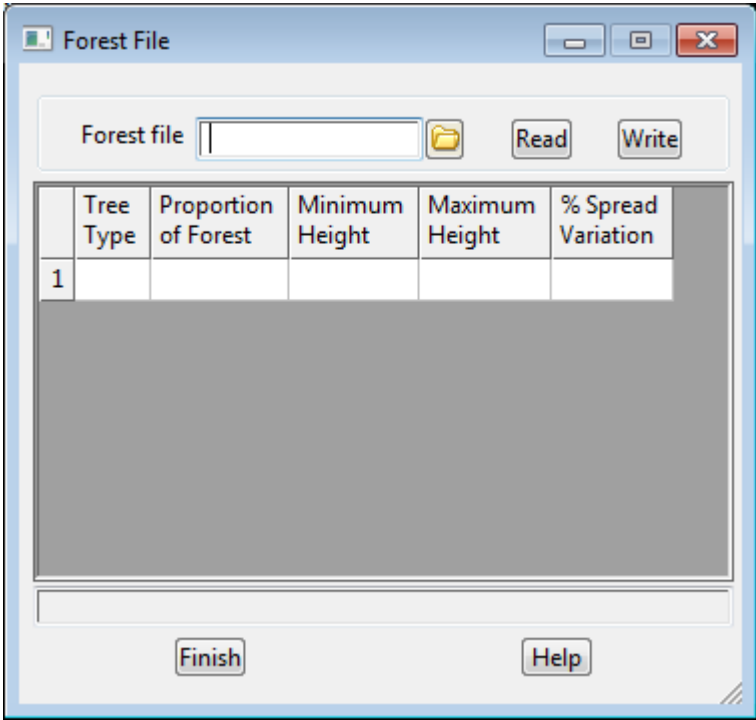 Forest File
Forest file Read Write
Tree Type Proportion of Forest Minimum Height Maximum Height % Spread Variation
1
Finish Help